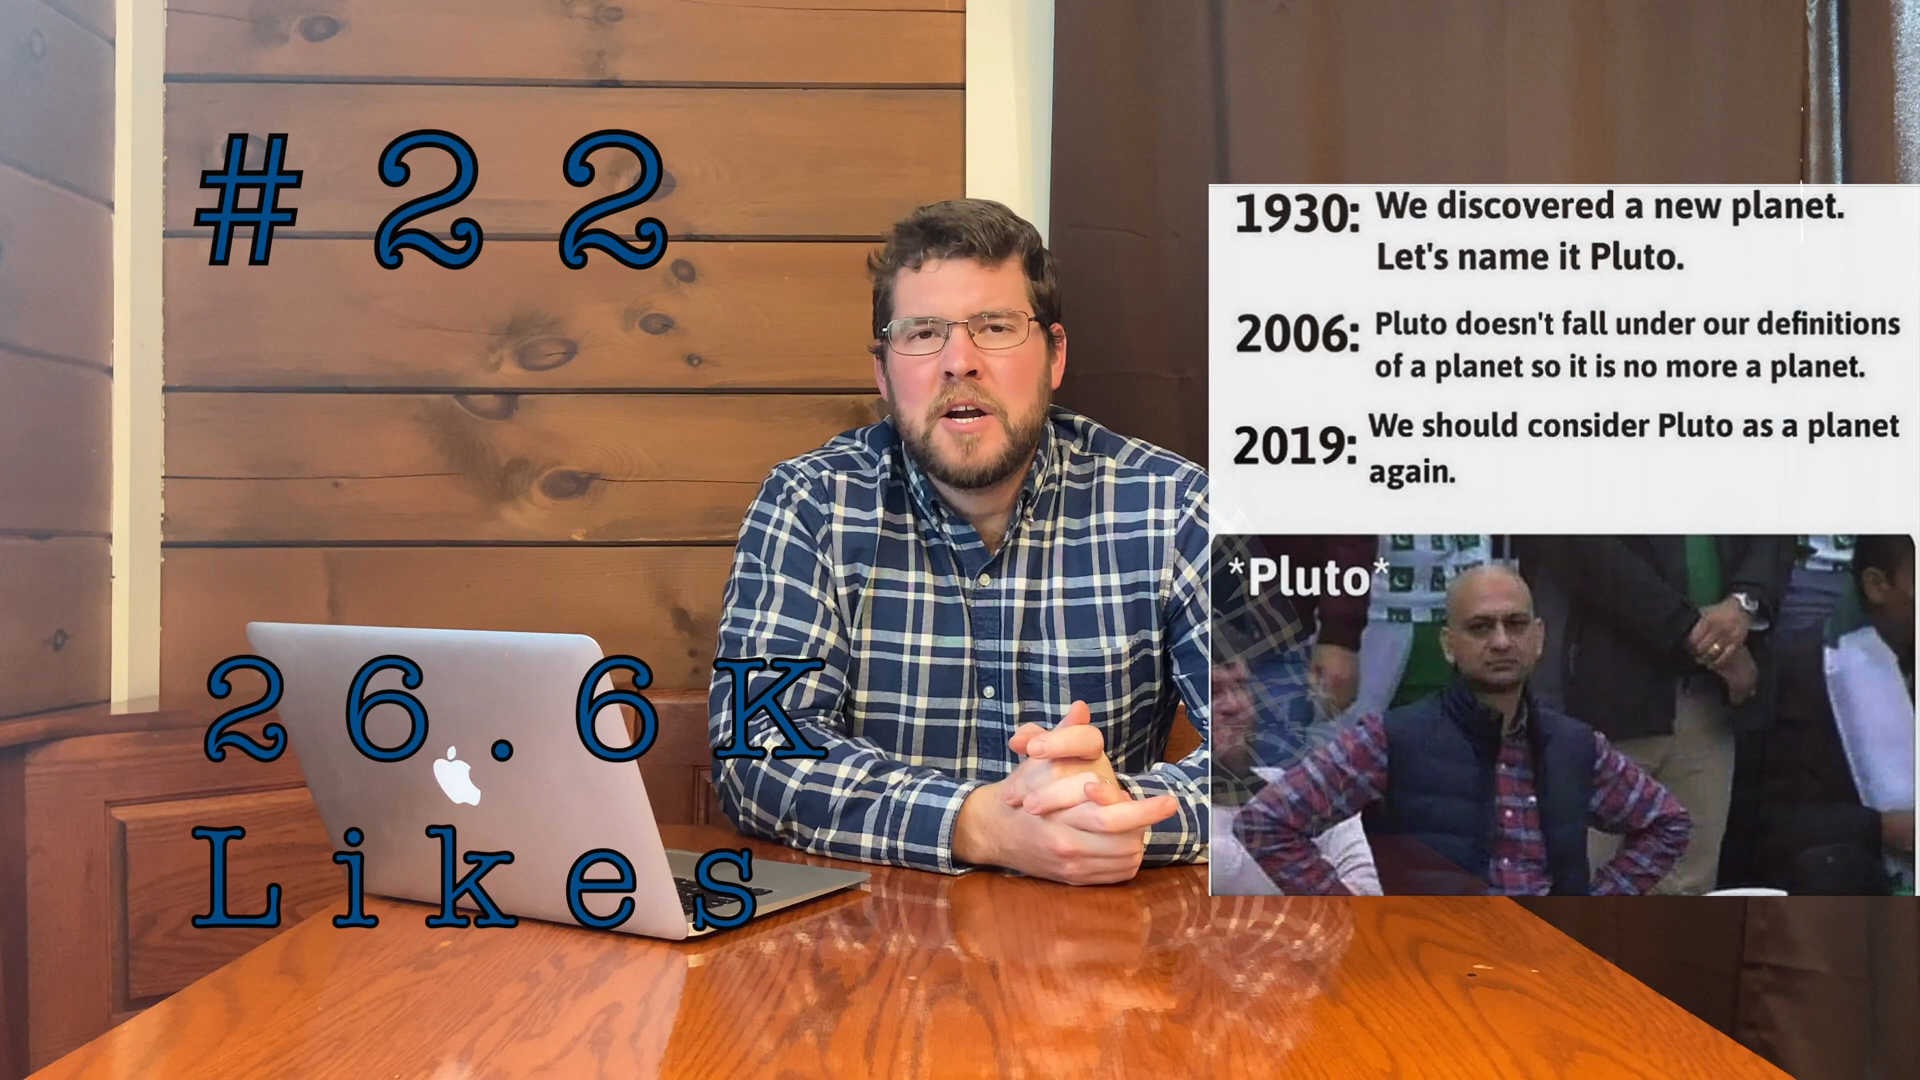 #22
26.6K
Likes
1930: We discovered a new planet.
Let's name it Pluto.
2006: Pluto doesn't fall under our definitions
of a planet so it is no more a planet.
2019: We should consider Pluto as a planet
again.
*Pluto*